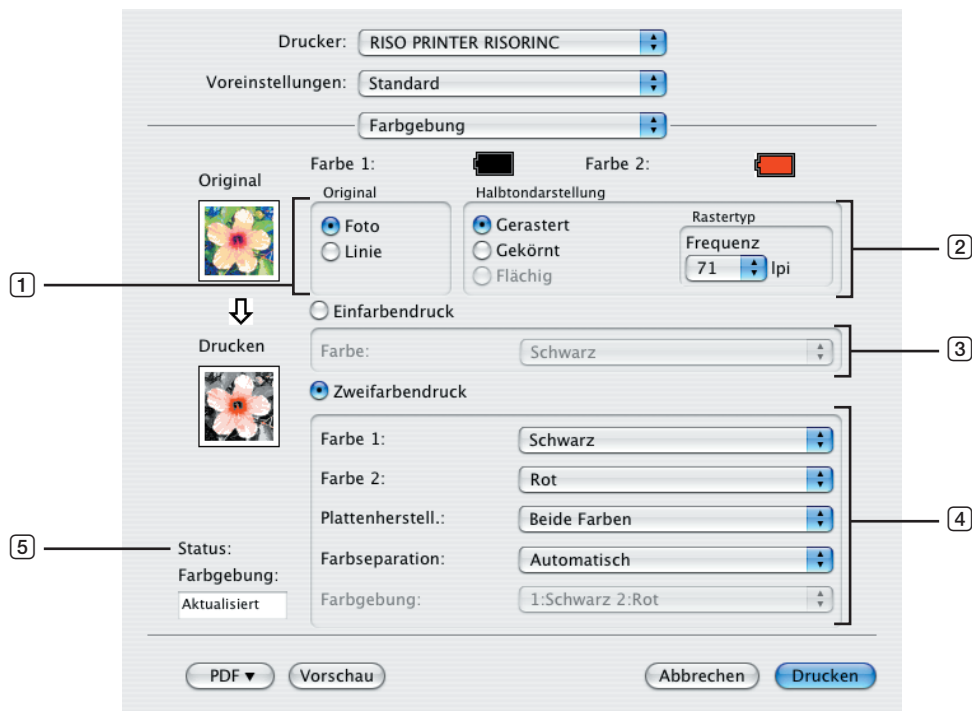 Drucker: RISO PRINTER RISORINC
Voreinstellungen: Standard
Farbgebung
Farbe 1: Farbe 2:
Original
Original
Foto
Linie
Halbtondarstellung
Gerastert
Gekörnt
Flächig
Rastertyp
Frequenz
71 lpi
1
2
Einfarbendruck
Drucken
Farbe: Schwarz
3
Zweifarbendruck
Farbe 1: Schwarz
Farbe 2: Rot
Plattenherstell.: Beide Farben
Farbseparation: Automatisch
Farbgebung: 1:Schwarz 2:Rot
4
5
Status:
Farbgebung:
Aktualisiert
PDF▼ Vorschau Abbrechen Drucken